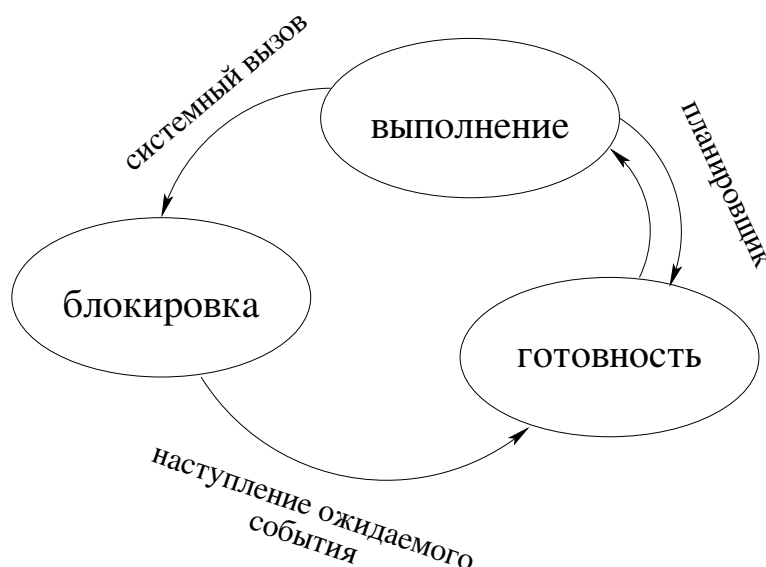 системный вызов
выполнение
планировщик
блокировка
готовность
наступление ожидаемого
события